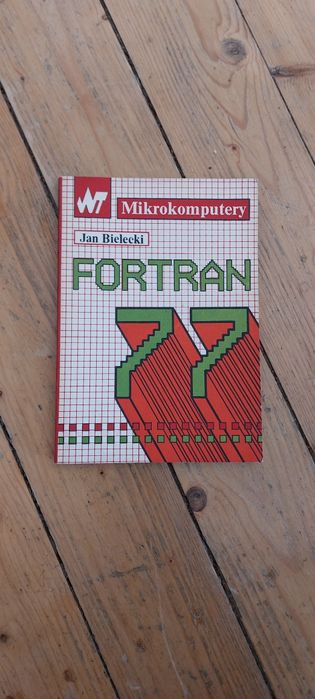 WT
Mikrokomputery
Jan Bielecki
FORTRAN
77